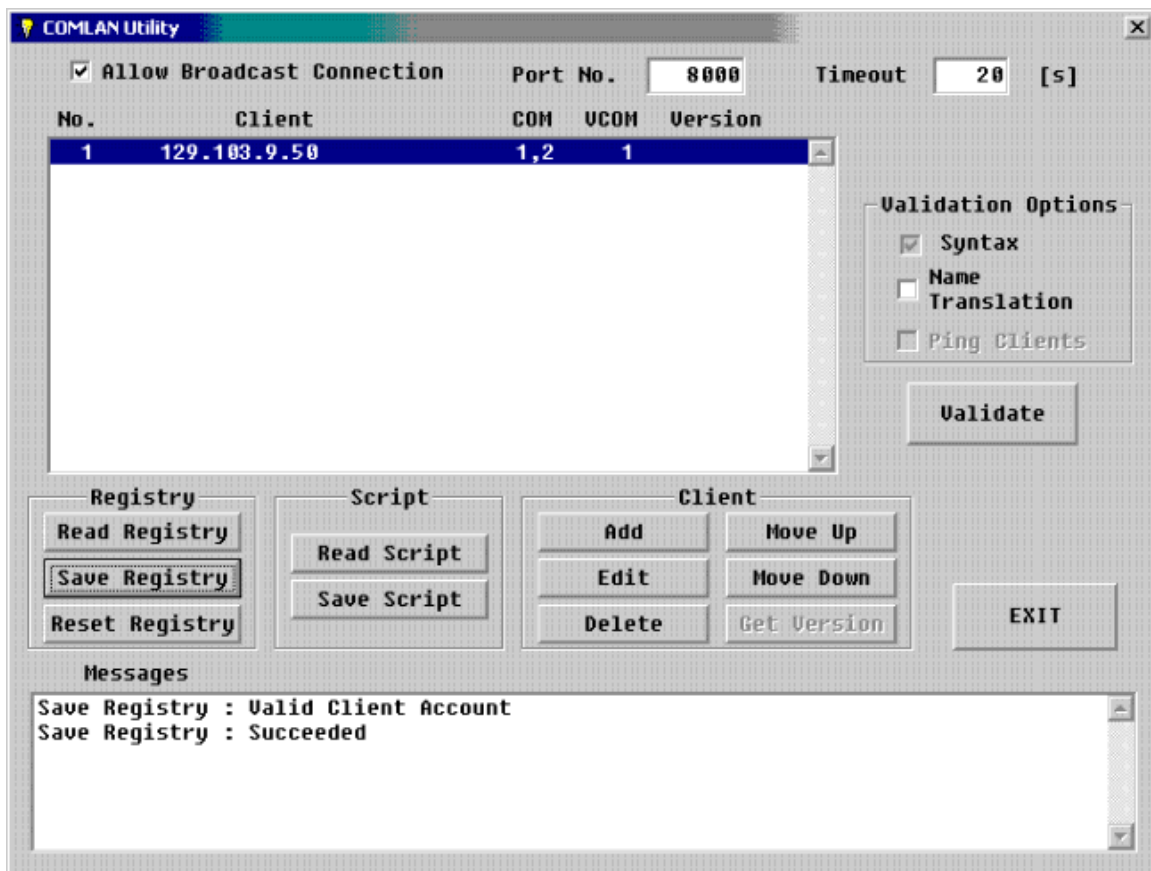 COMLAN Utility
Allow Broadcast Connection Port No. 8000 Timeout 20 [s]
No. Client COM VCOM Version
1 129.103.9.50 1,2 1
Validation Options
Syntax
Name
Translation
Ping Clients
Validate
Registry
Read Registry
Save Registry
Reset Registry
Script
Read Script
Save Script
Client
Add
Move Up
Edit
Move Down
Delete
Get Version
EXIT
Messages
Save Registry : Valid Client Account
Save Registry : Succeeded